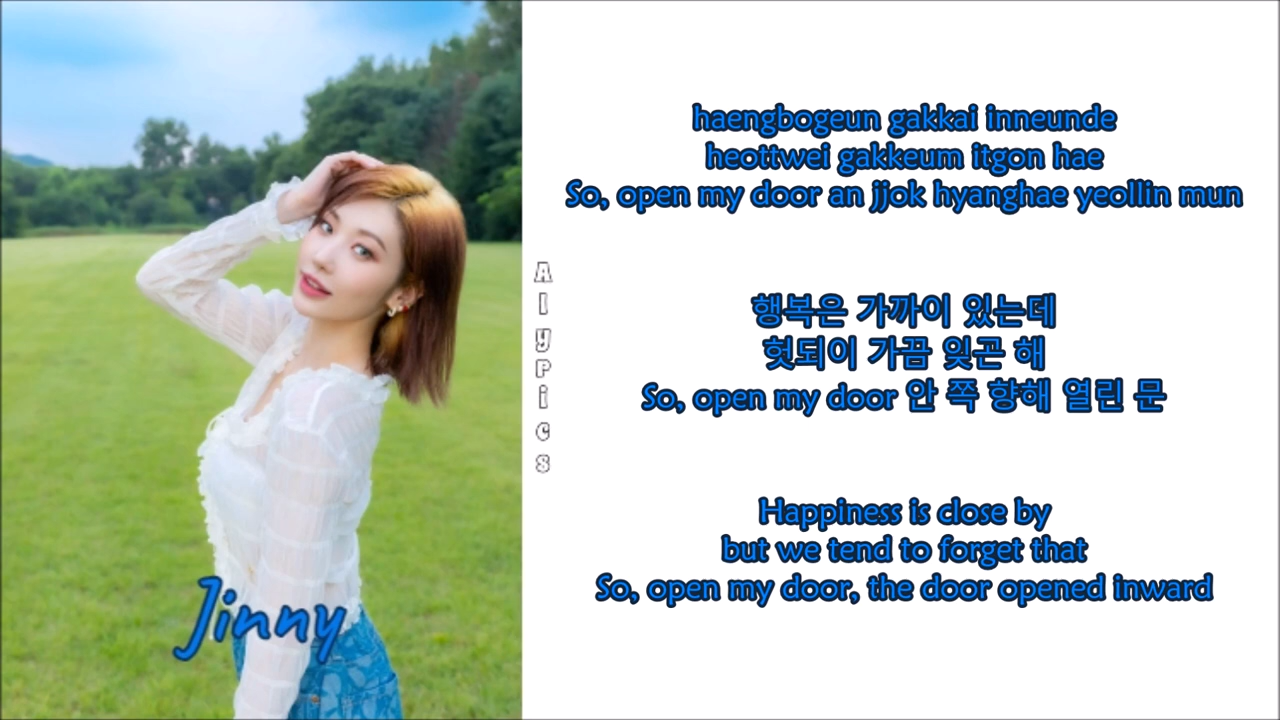 haengbogeun gakkai inneunde
heottwei gakkeum itgon hae
So, open my door an jjok hyanghae yeollin mun
Alypics
행복은 가까이 있는데
헛되이 가끔 잊곤 해
So, open my door 안 쪽 향해 열린 문
Happiness is close by
but we tend to forget that
So, open my door, the door opened inward
Jinny